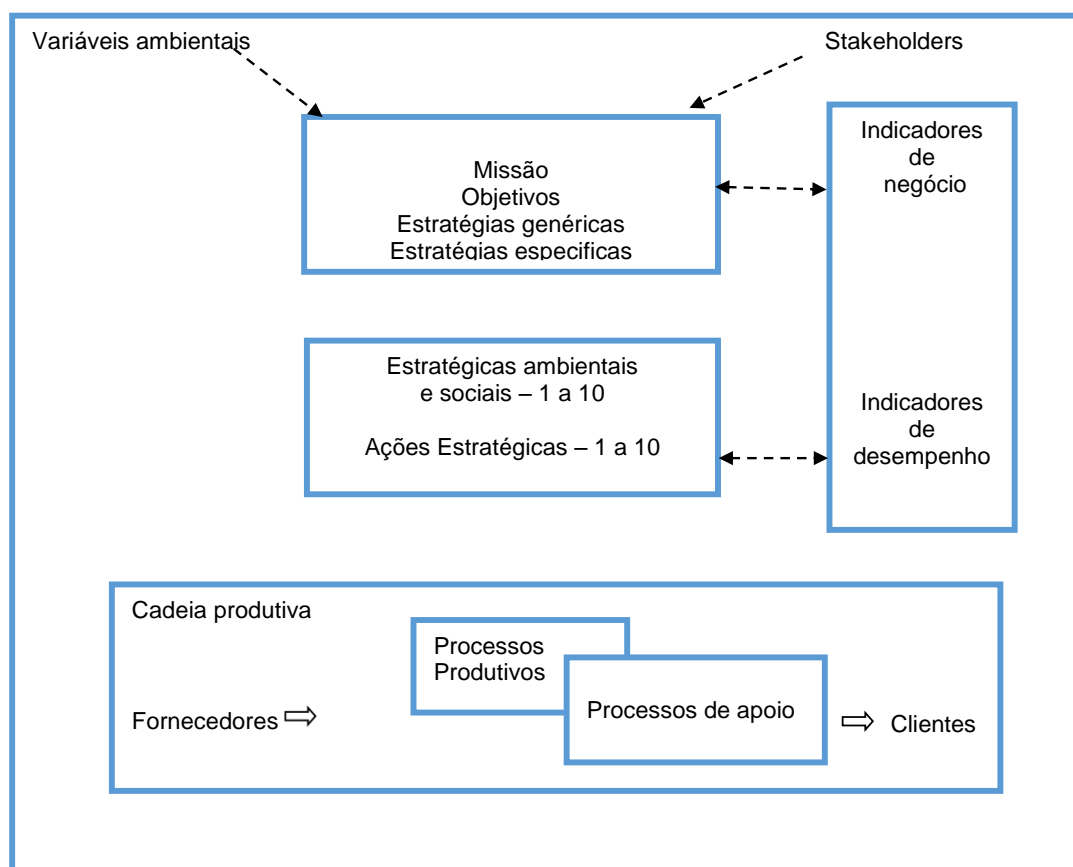 Variáveis ambientais
Stakeholders
Missão
Objetivos
Estratégias genéricas
Estratégias especificas
Indicadores
de
negócio
Estratégicas ambientais
e sociais – 1 a 10
Ações Estratégicas – 1 a 10
Indicadores
de
desempenho
Cadeia produtiva
Processos
Produtivos
Fornecedores
Processos de apoio
Clientes